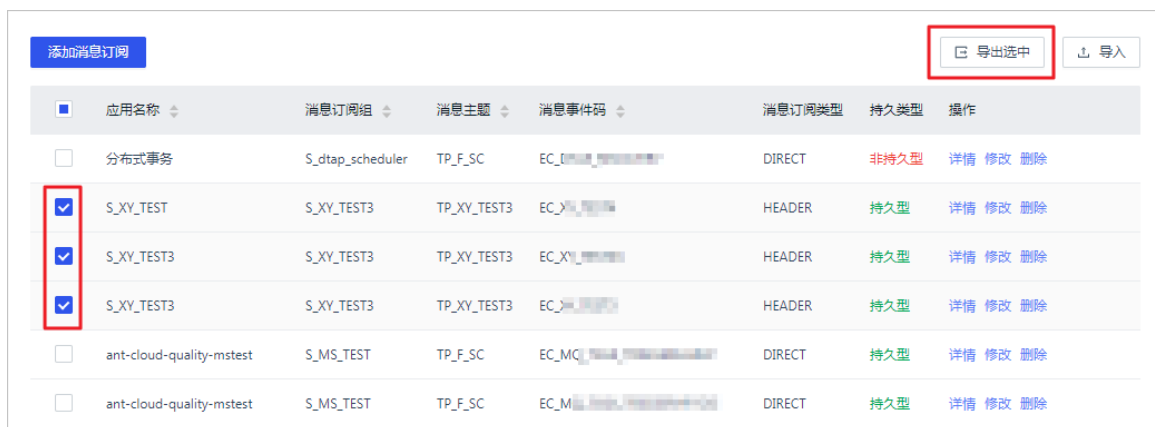 添加消息订阅 导出选中 导入
应用名称 消息订阅组 消息主题 消息事件码 消息订阅类型 持久类型 操作
分布式事务 S_dtap_scheduler TP_F_SC DIRECT 非持久型 详情 修改 删除
S_XY_TEST S_XY_TEST3 TP_XY_TEST3 HEADER 持久型 详情 修改 删除
S_XY_TEST3 S_XY_TEST3 TP_XY_TEST3 HEADER 持久型 详情 修改 删除
S_XY_TEST3 S_XY_TEST3 TP_XY_TEST3 HEADER 持久型 详情 修改 删除
ant-cloud-quality-mstest S_MS_TEST TP_F_SC DIRECT 持久型 详情 修改 删除
ant-cloud-quality-mstest S_MS_TEST TP_F_SC DIRECT 持久型 详情 修改 删除